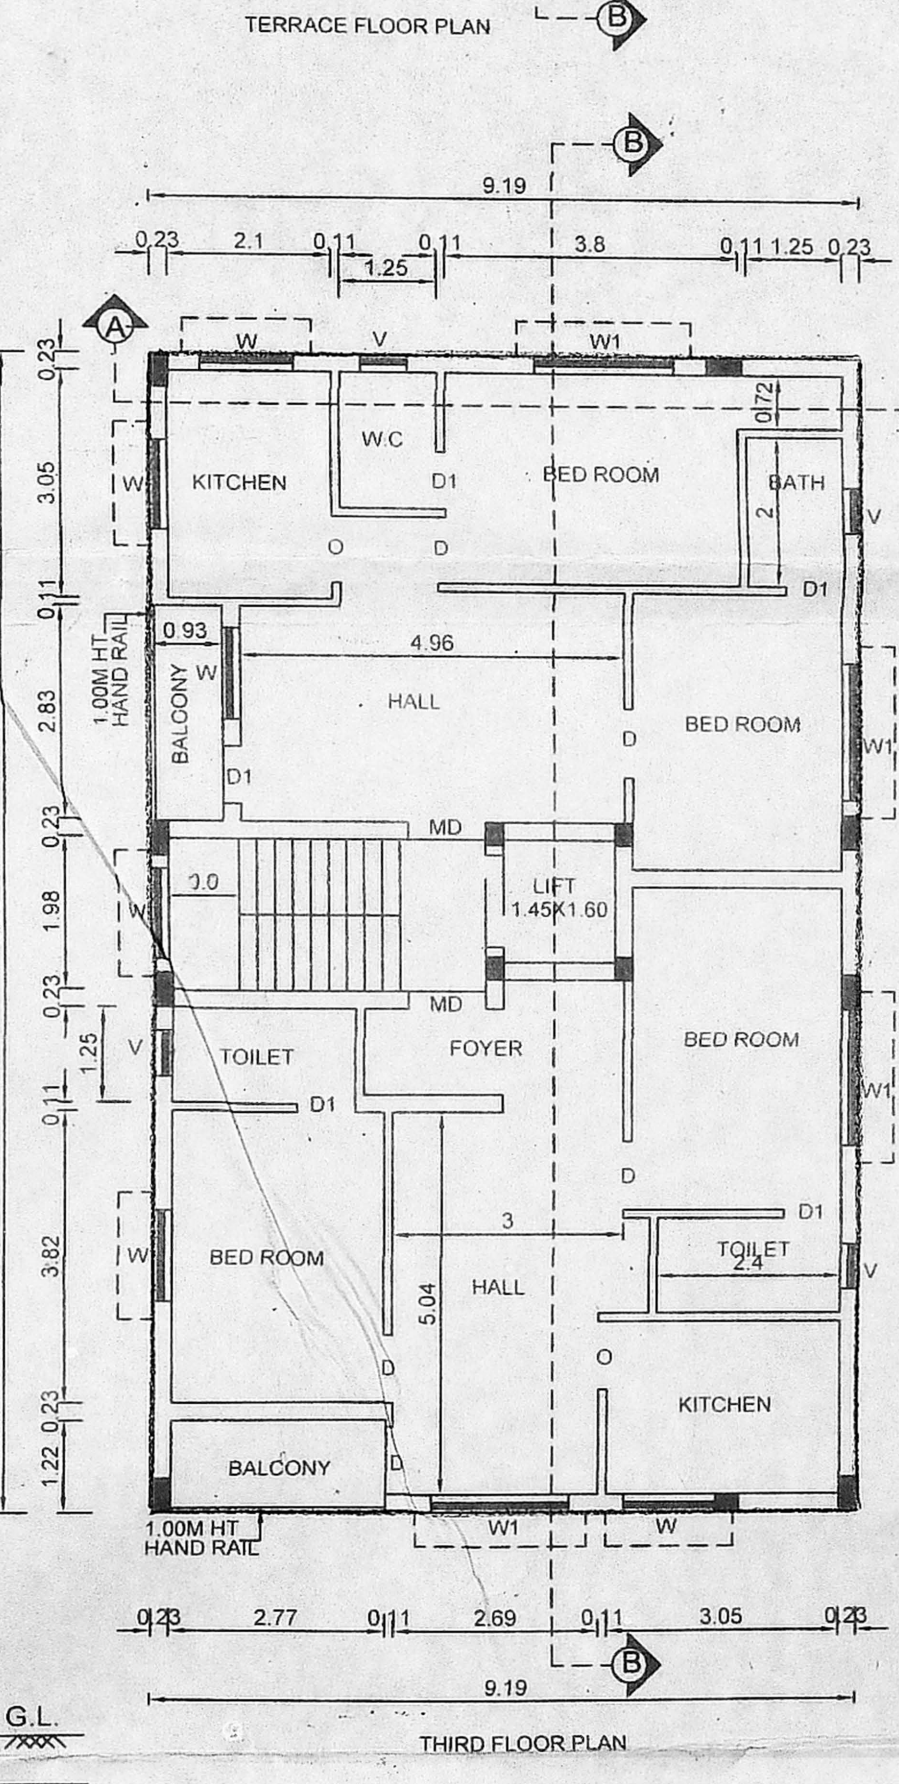 TERRACE FLOOR PLAN
B
B
9.19
0.23 2.1 0.11 0.11 3.8 0.11 1.25 0.23
1.25
A
W V W1
0.23
0.72
W.C
3.05
W
KITCHEN
D1
BED ROOM
BATH
2
V
O
D
0.11
D1
1.00M HT
HAND RAIL
0.93
4.96
W
BALCONY
HALL
2.83
BED ROOM
D
W1
D1
0.23
MD
LIFT
1.45X1.60
1.98
W
0.23
MD
V
1.25
TOILET
FOYER
BED ROOM
W1
0.11
D1
D
3
D1
TOILET
2.4
V
W
3.82
BED ROOM
HALL
5.04
O
D
KITCHEN
0.23
1.22
BALCONY
D
1.00M HT
HAND RAIL
W1 W
0.23 2.77 0.11 2.69 0.11 3.05 0.23
B
9.19
G.L.
THIRD FLOOR PLAN